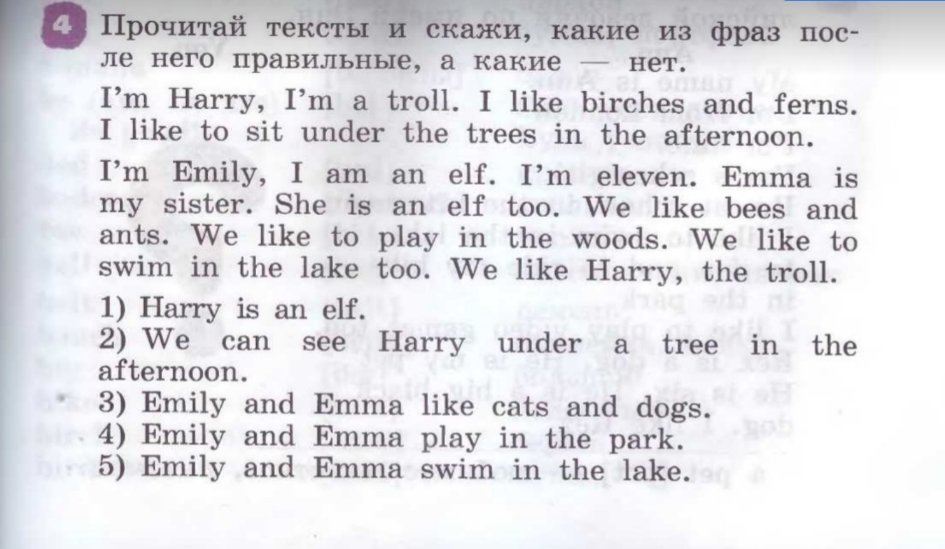 4 Прочитай тексты и скажи, какие из фраз пос-
ле него правильные, а какие — нет.
I'm Harry, I'm a troll. I like birches and ferns.
I like to sit under the trees in the afternoon.
I'm Emily, I am an elf. I'm eleven. Emma is
my sister. She is an elf too. We like bees and
ants. We like to play in the woods. We like to
swim in the lake too. We like Harry, the troll.
1) Harry is an elf.
2) We can see Harry under a tree in the
afternoon.
3) Emily and Emma like cats and dogs.
4) Emily and Emma play in the park.
5) Emily and Emma swim in the lake.